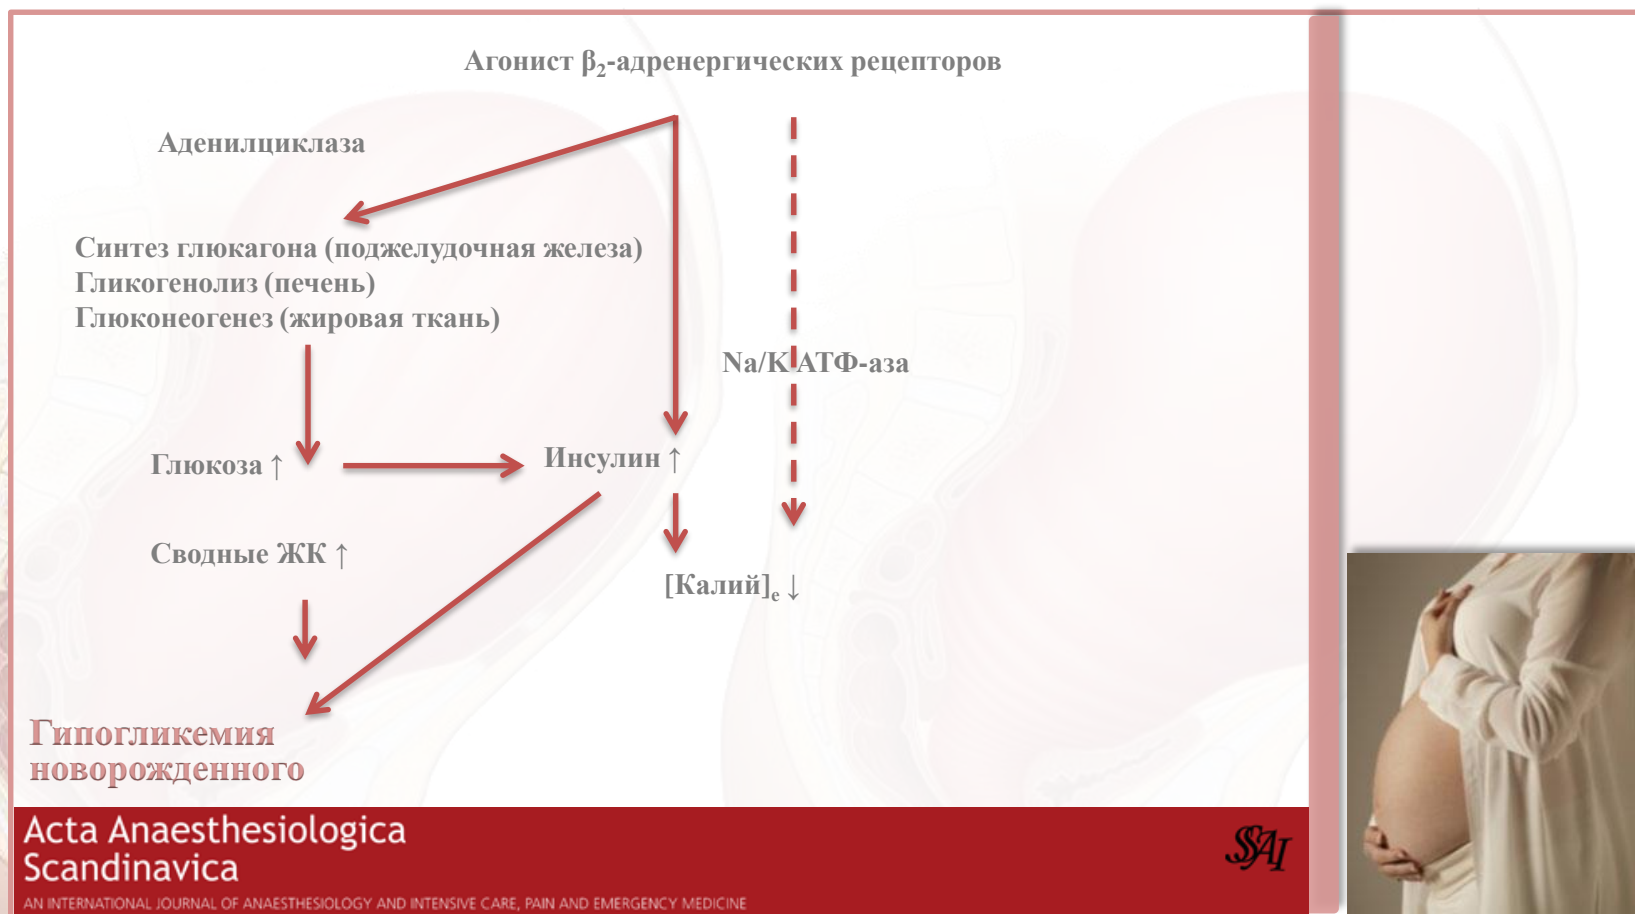 Агонист β₂-адренергических рецепторов
Аденилциклаза
Синтез глюкагона (поджелудочная железа)
Гликогенолиз (печень)
Глюконеогенез (жировая ткань)
Na/K АТФ-аза
Глюкоза ↑
Инсулин ↑
Сводные ЖК ↑
[Калий]ₑ ↓
Гипогликемия
новорожденного
Acta Anaesthesiologica
Scandinavica
SSAI
AN INTERNATIONAL JOURNAL OF ANAESTHESIOLOGY AND INTENSIVE CARE, PAIN AND EMERGENCY MEDICINE